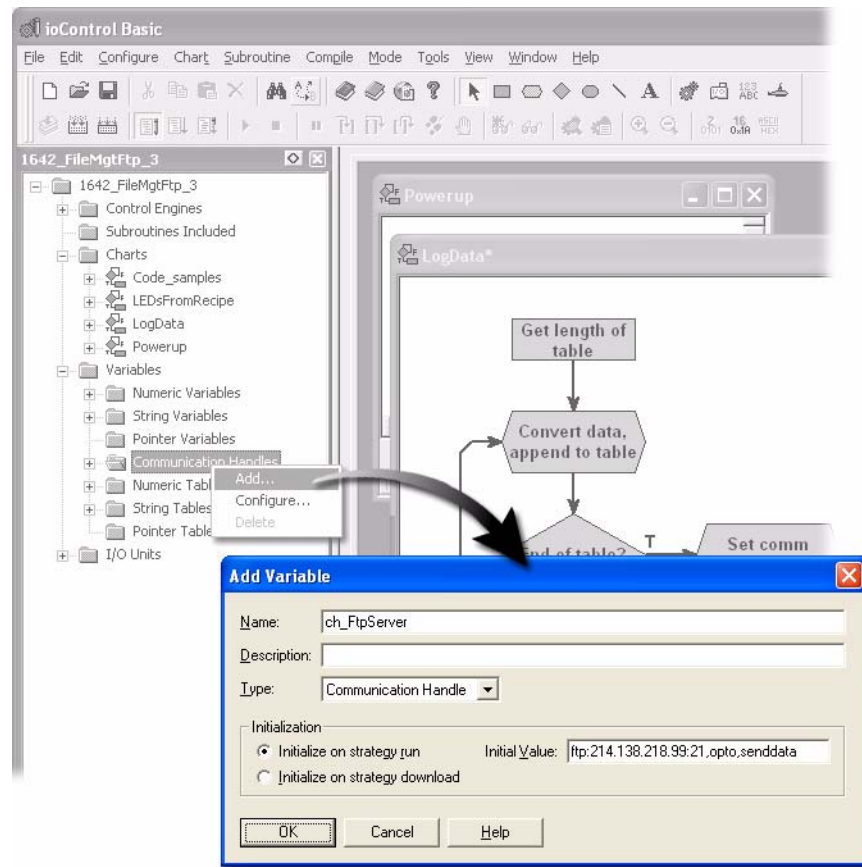 ioControl Basic
File Edit Configure Chart Subroutine Compile Mode Tools View Window Help
1642_FileMgtFtp_3
1642_FileMgtFtp_3
Control Engines
Subroutines Included
Charts
Code_samples
LEDsFromRecipe
LogData
Powerup
Variables
Numeric Variables
String Variables
Pointer Variables
Communication Handles
Numeric Tabl
String Tables
Pointer Table
I/O Units
Add...
Configure...
Delete
Powerup
LogData*
Get length of
table
Convert data,
append to table
End of table?
T
Set comm
Add Variable
Name: ch_FtpServer
Description:
Type: Communication Handle
Initialization
Initialize on strategy run Initial Value: ftp:214.138.218.99:21,opto,senddata
Initialize on strategy download
OK Cancel Help